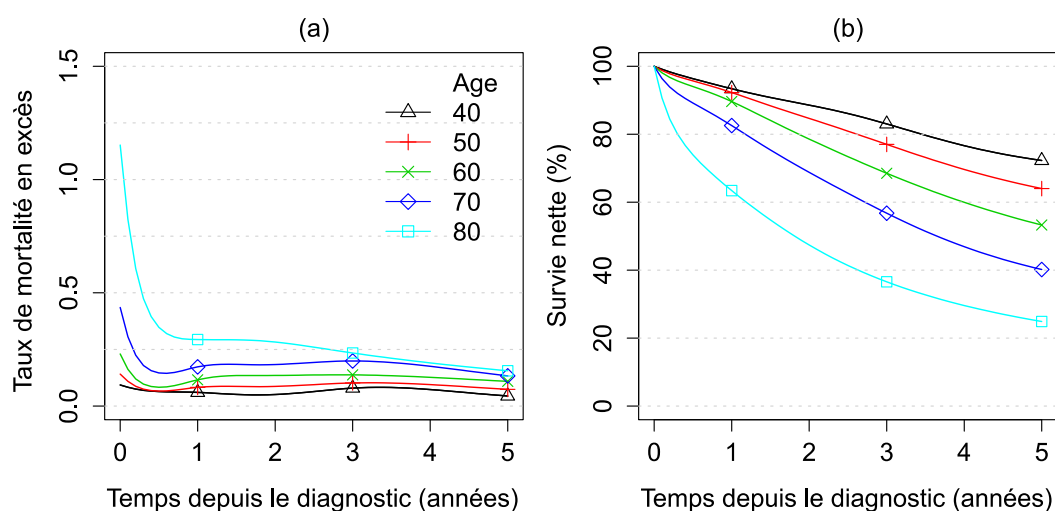 (a)
Taux de mortalité en excès
1.5
1.0
0.5
0.0
Age
40
50
60
70
80
0 1 2 3 4 5
Temps depuis le diagnostic (années)
(b)
Survie nette (%)
100
80
60
40
20
0
0 1 2 3 4 5
Temps depuis le diagnostic (années)